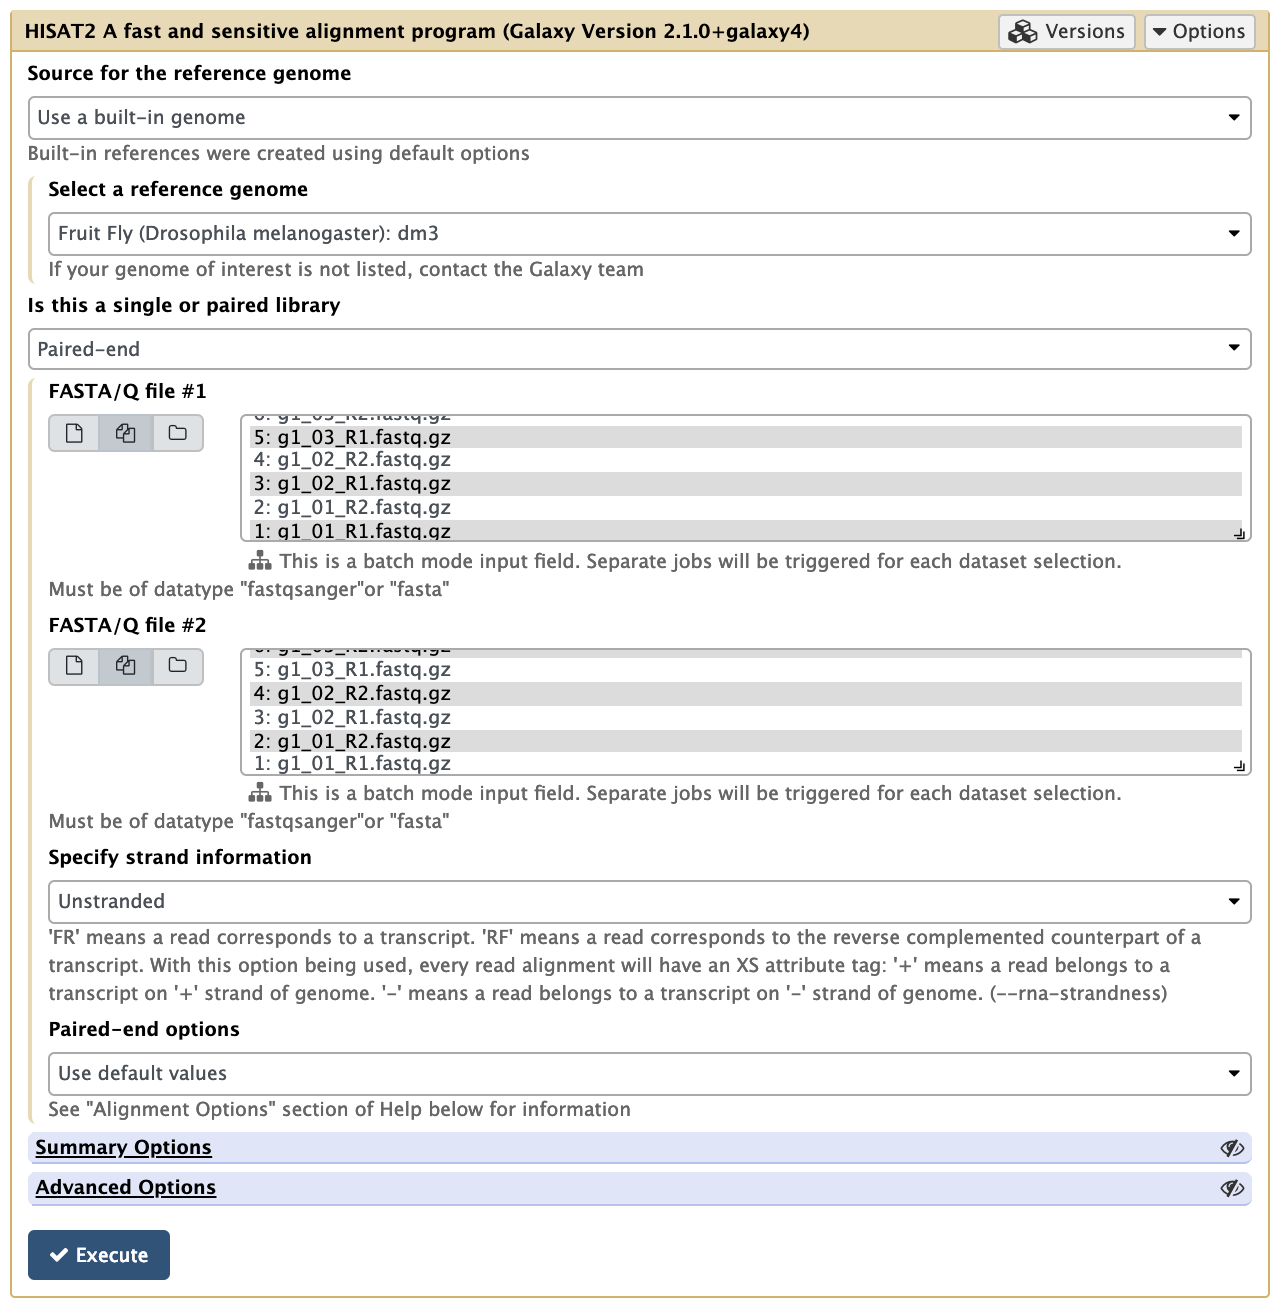 HISAT2 A fast and sensitive alignment program (Galaxy Version 2.1.0+galaxy4) Versions Options
Source for the reference genome
Use a built-in genome
Built-in references were created using default options
Select a reference genome
Fruit Fly (Drosophila melanogaster): dm3
If your genome of interest is not listed, contact the Galaxy team
Is this a single or paired library
Paired-end
FASTA/Q file #1
6: g1_03_R2.fastq.gz
5: g1_03_R1.fastq.gz
4: g1_02_R2.fastq.gz
3: g1_02_R1.fastq.gz
2: g1_01_R2.fastq.gz
1: g1_01_R1.fastq.gz
This is a batch mode input field. Separate jobs will be triggered for each dataset selection.
Must be of datatype "fastqsanger"or "fasta"
FASTA/Q file #2
6: g1_03_R2.fastq.gz
5: g1_03_R1.fastq.gz
4: g1_02_R2.fastq.gz
3: g1_02_R1.fastq.gz
2: g1_01_R2.fastq.gz
1: g1_01_R1.fastq.gz
This is a batch mode input field. Separate jobs will be triggered for each dataset selection.
Must be of datatype "fastqsanger"or "fasta"
Specify strand information
Unstranded
'FR' means a read corresponds to a transcript. 'RF' means a read corresponds to the reverse complemented counterpart of a
transcript. With this option being used, every read alignment will have an XS attribute tag: '+' means a read belongs to a
transcript on '+' strand of genome. '-' means a read belongs to a transcript on '-' strand of genome. (--rna-strandness)
Paired-end options
Use default values
See "Alignment Options" section of Help below for information
Summary Options
Advanced Options
Execute